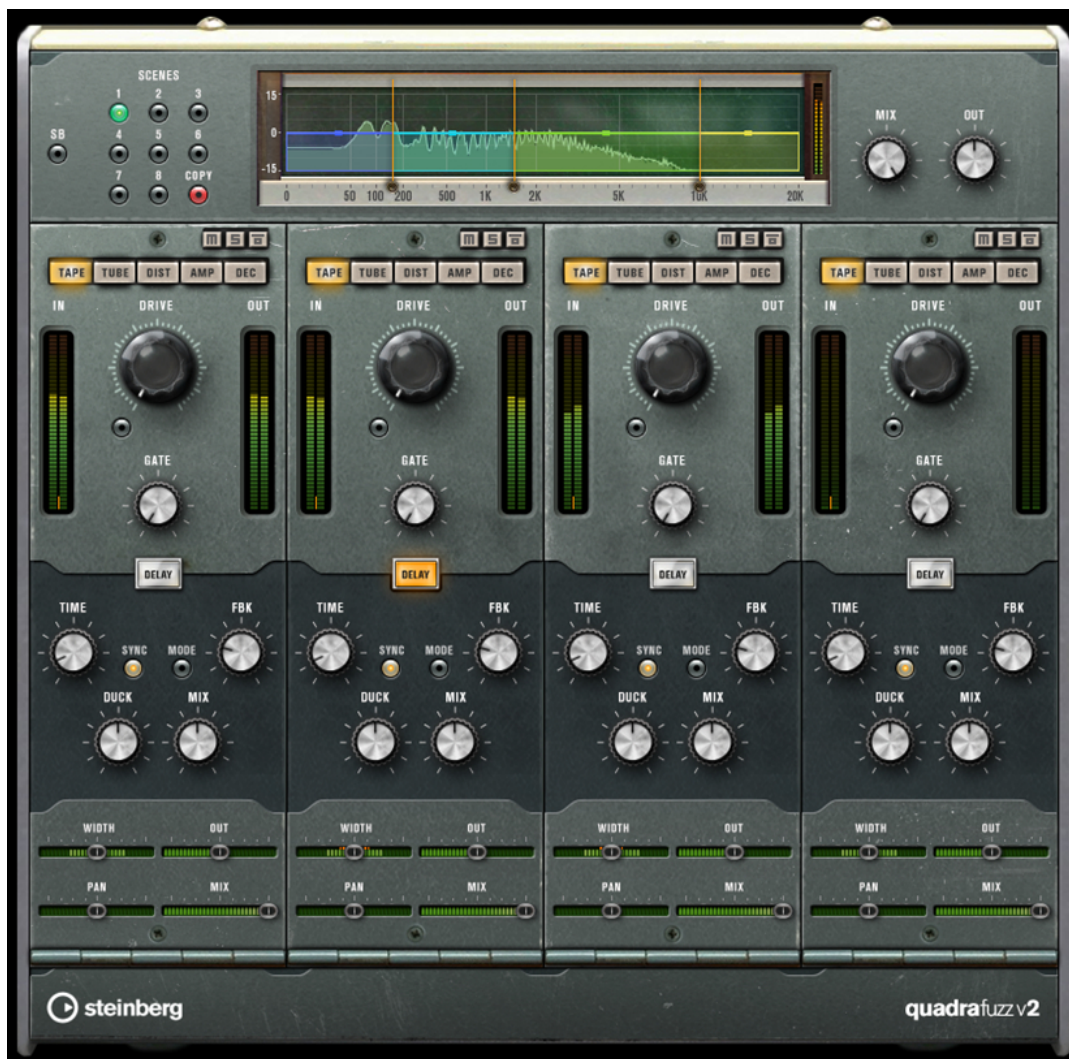 SCENES
1 2 3
SB 4 5 6
7 8 COPY
15
0
-15
0 50 100 200 500 1K 2K 5K 10K 20K
MIX OUT
M S M S M S M S
TAPE TUBE DIST AMP DEC TAPE TUBE DIST AMP DEC TAPE TUBE DIST AMP DEC TAPE TUBE DIST AMP DEC
IN DRIVE OUT IN DRIVE OUT IN DRIVE OUT IN DRIVE OUT
GATE GATE GATE GATE
DELAY DELAY DELAY DELAY
TIME FBK TIME FBK TIME FBK TIME FBK
SYNC MODE SYNC MODE SYNC MODE SYNC MODE
DUCK MIX DUCK MIX DUCK MIX DUCK MIX
WIDTH OUT WIDTH OUT WIDTH OUT WIDTH OUT
PAN MIX PAN MIX PAN MIX PAN MIX
steinberg quadrafuzz v2